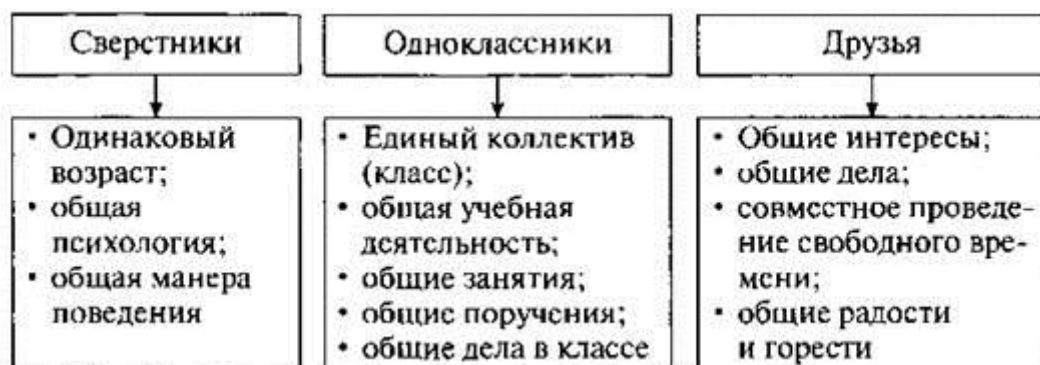 Сверстники
• Одинаковый
возраст;
• общая
психология;
• общая манера
поведения
Одноклассники
• Единый коллектив
(класс);
• общая учебная
деятельность;
• общие занятия;
• общие поручения;
• общие дела в классе
Друзья
• Общие интересы;
• общие дела;
• совместное проведе-
ние свободного вре-
мени;
• общие радости
и горести